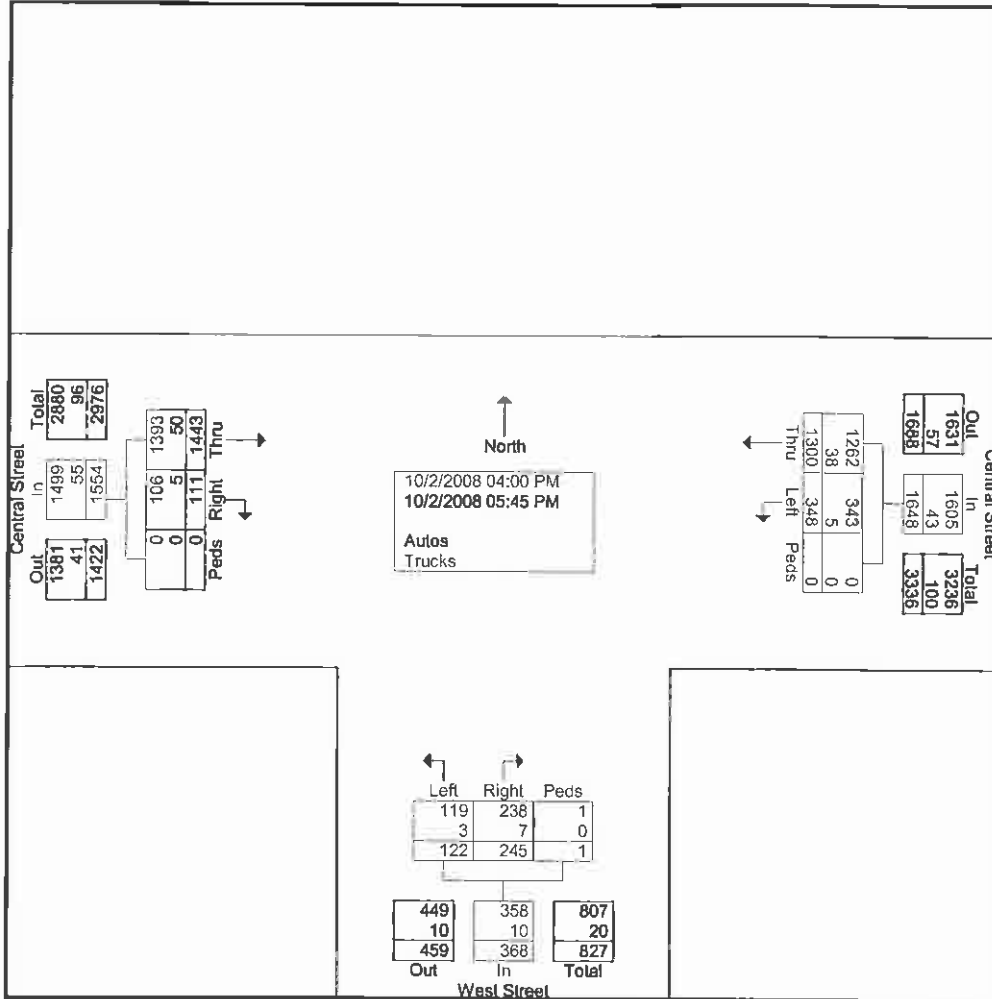 Central Street
Out In Total
1381 1499 2880
41 55 96
1422 1554 2976
Thru Right Peds
1443 111 0
50 5 0
1393 106 0
North
10/2/2008 04:00 PM
10/2/2008 05:45 PM
Autos
Trucks
Central Street
Out In Total
1631 1605 3236
57 43 100
1688 1648 3336
1262 343 0
38 5 0
1300 348 0
Thru Left Peds
Left Right Peds
119 238 1
3 7 0
122 245 1
449 358 807
10 10 20
459 368 827
Out In Total
West Street